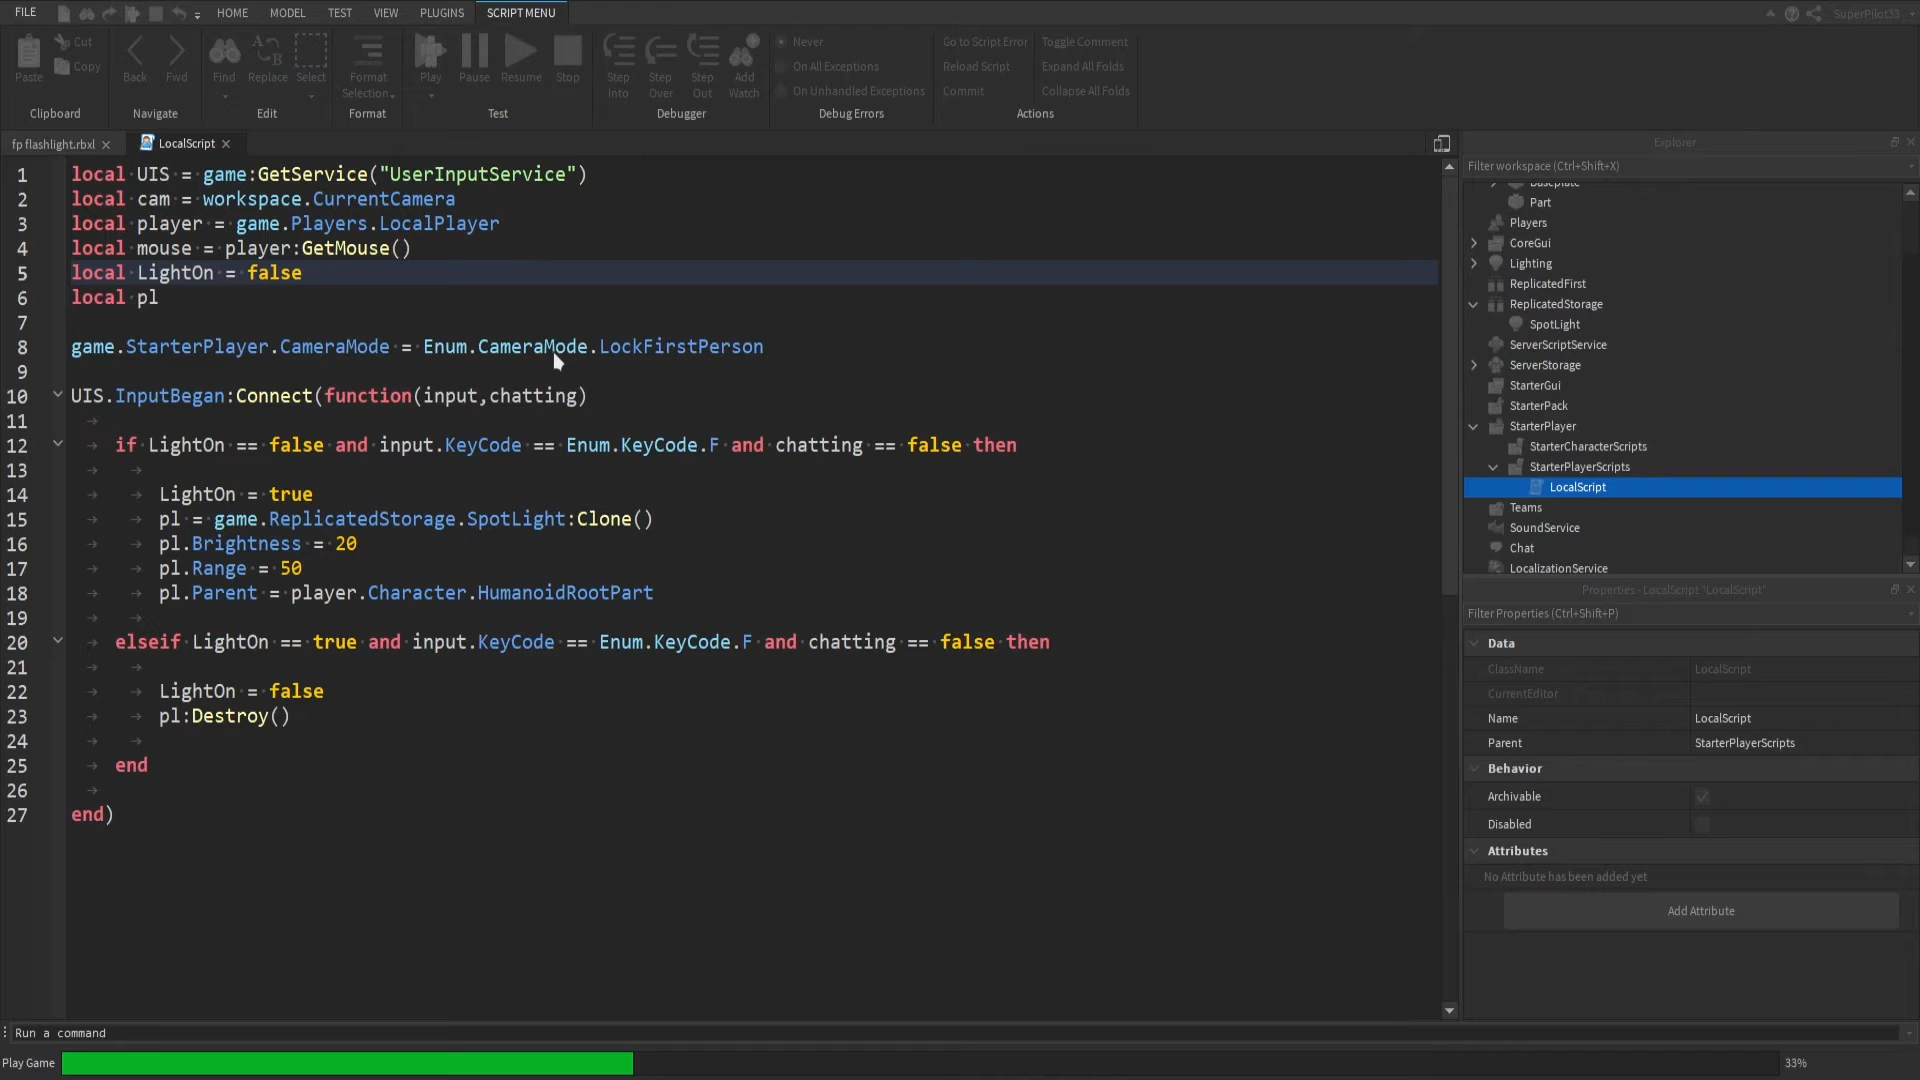 FILE
HOME
MODEL
TEST
VIEW
PLUGINS
SCRIPT MENU
SuperPilot33
Paste
Cut
Copy
Clipboard
Back
Fwd
Navigate
Find
Replace
Select
Edit
Format
Selection
Format
Play
Pause
Resume
Stop
Test
Step
Into
Step
Over
Step
Out
Add
Watch
Debugger
Never
On All Exceptions
On Unhandled Exceptions
Debug Errors
Go to Script Error
Reload Script
Commit
Toggle Comment
Expand All Folds
Collapse All Folds
Actions
fp flashlight.rbxl
LocalScript
1 local UIS = game:GetService("UserInputService")
2 local cam = workspace.CurrentCamera
3 local player = game.Players.LocalPlayer
4 local mouse = player:GetMouse()
5 local LightOn = false
6 local pl
7
8 game.StarterPlayer.CameraMode = Enum.CameraMode.LockFirstPerson
9
10 UIS.InputBegan:Connect(function(input,chatting)
11
12 if LightOn == false and input.KeyCode == Enum.KeyCode.F and chatting == false then
13
14 LightOn = true
15 pl = game.ReplicatedStorage.SpotLight:Clone()
16 pl.Brightness = 20
17 pl.Range = 50
18 pl.Parent = player.Character.HumanoidRootPart
19
20 elseif LightOn == true and input.KeyCode == Enum.KeyCode.F and chatting == false then
21
22 LightOn = false
23 pl:Destroy()
24
25 end
26
27 end)
Explorer
Filter workspace (Ctrl+Shift+X)
Baseplate
Part
Players
CoreGui
Lighting
ReplicatedFirst
ReplicatedStorage
SpotLight
ServerScriptService
ServerStorage
StarterGui
StarterPack
StarterPlayer
StarterCharacterScripts
StarterPlayerScripts
LocalScript
Teams
SoundService
Chat
LocalizationService
Properties - LocalScript "LocalScript"
Filter Properties (Ctrl+Shift+P)
Data
ClassName LocalScript
CurrentEditor
Name LocalScript
Parent StarterPlayerScripts
Behavior
Archivable
Disabled
Attributes
No Attribute has been added yet
Add Attribute
Run a command
Play Game
33%